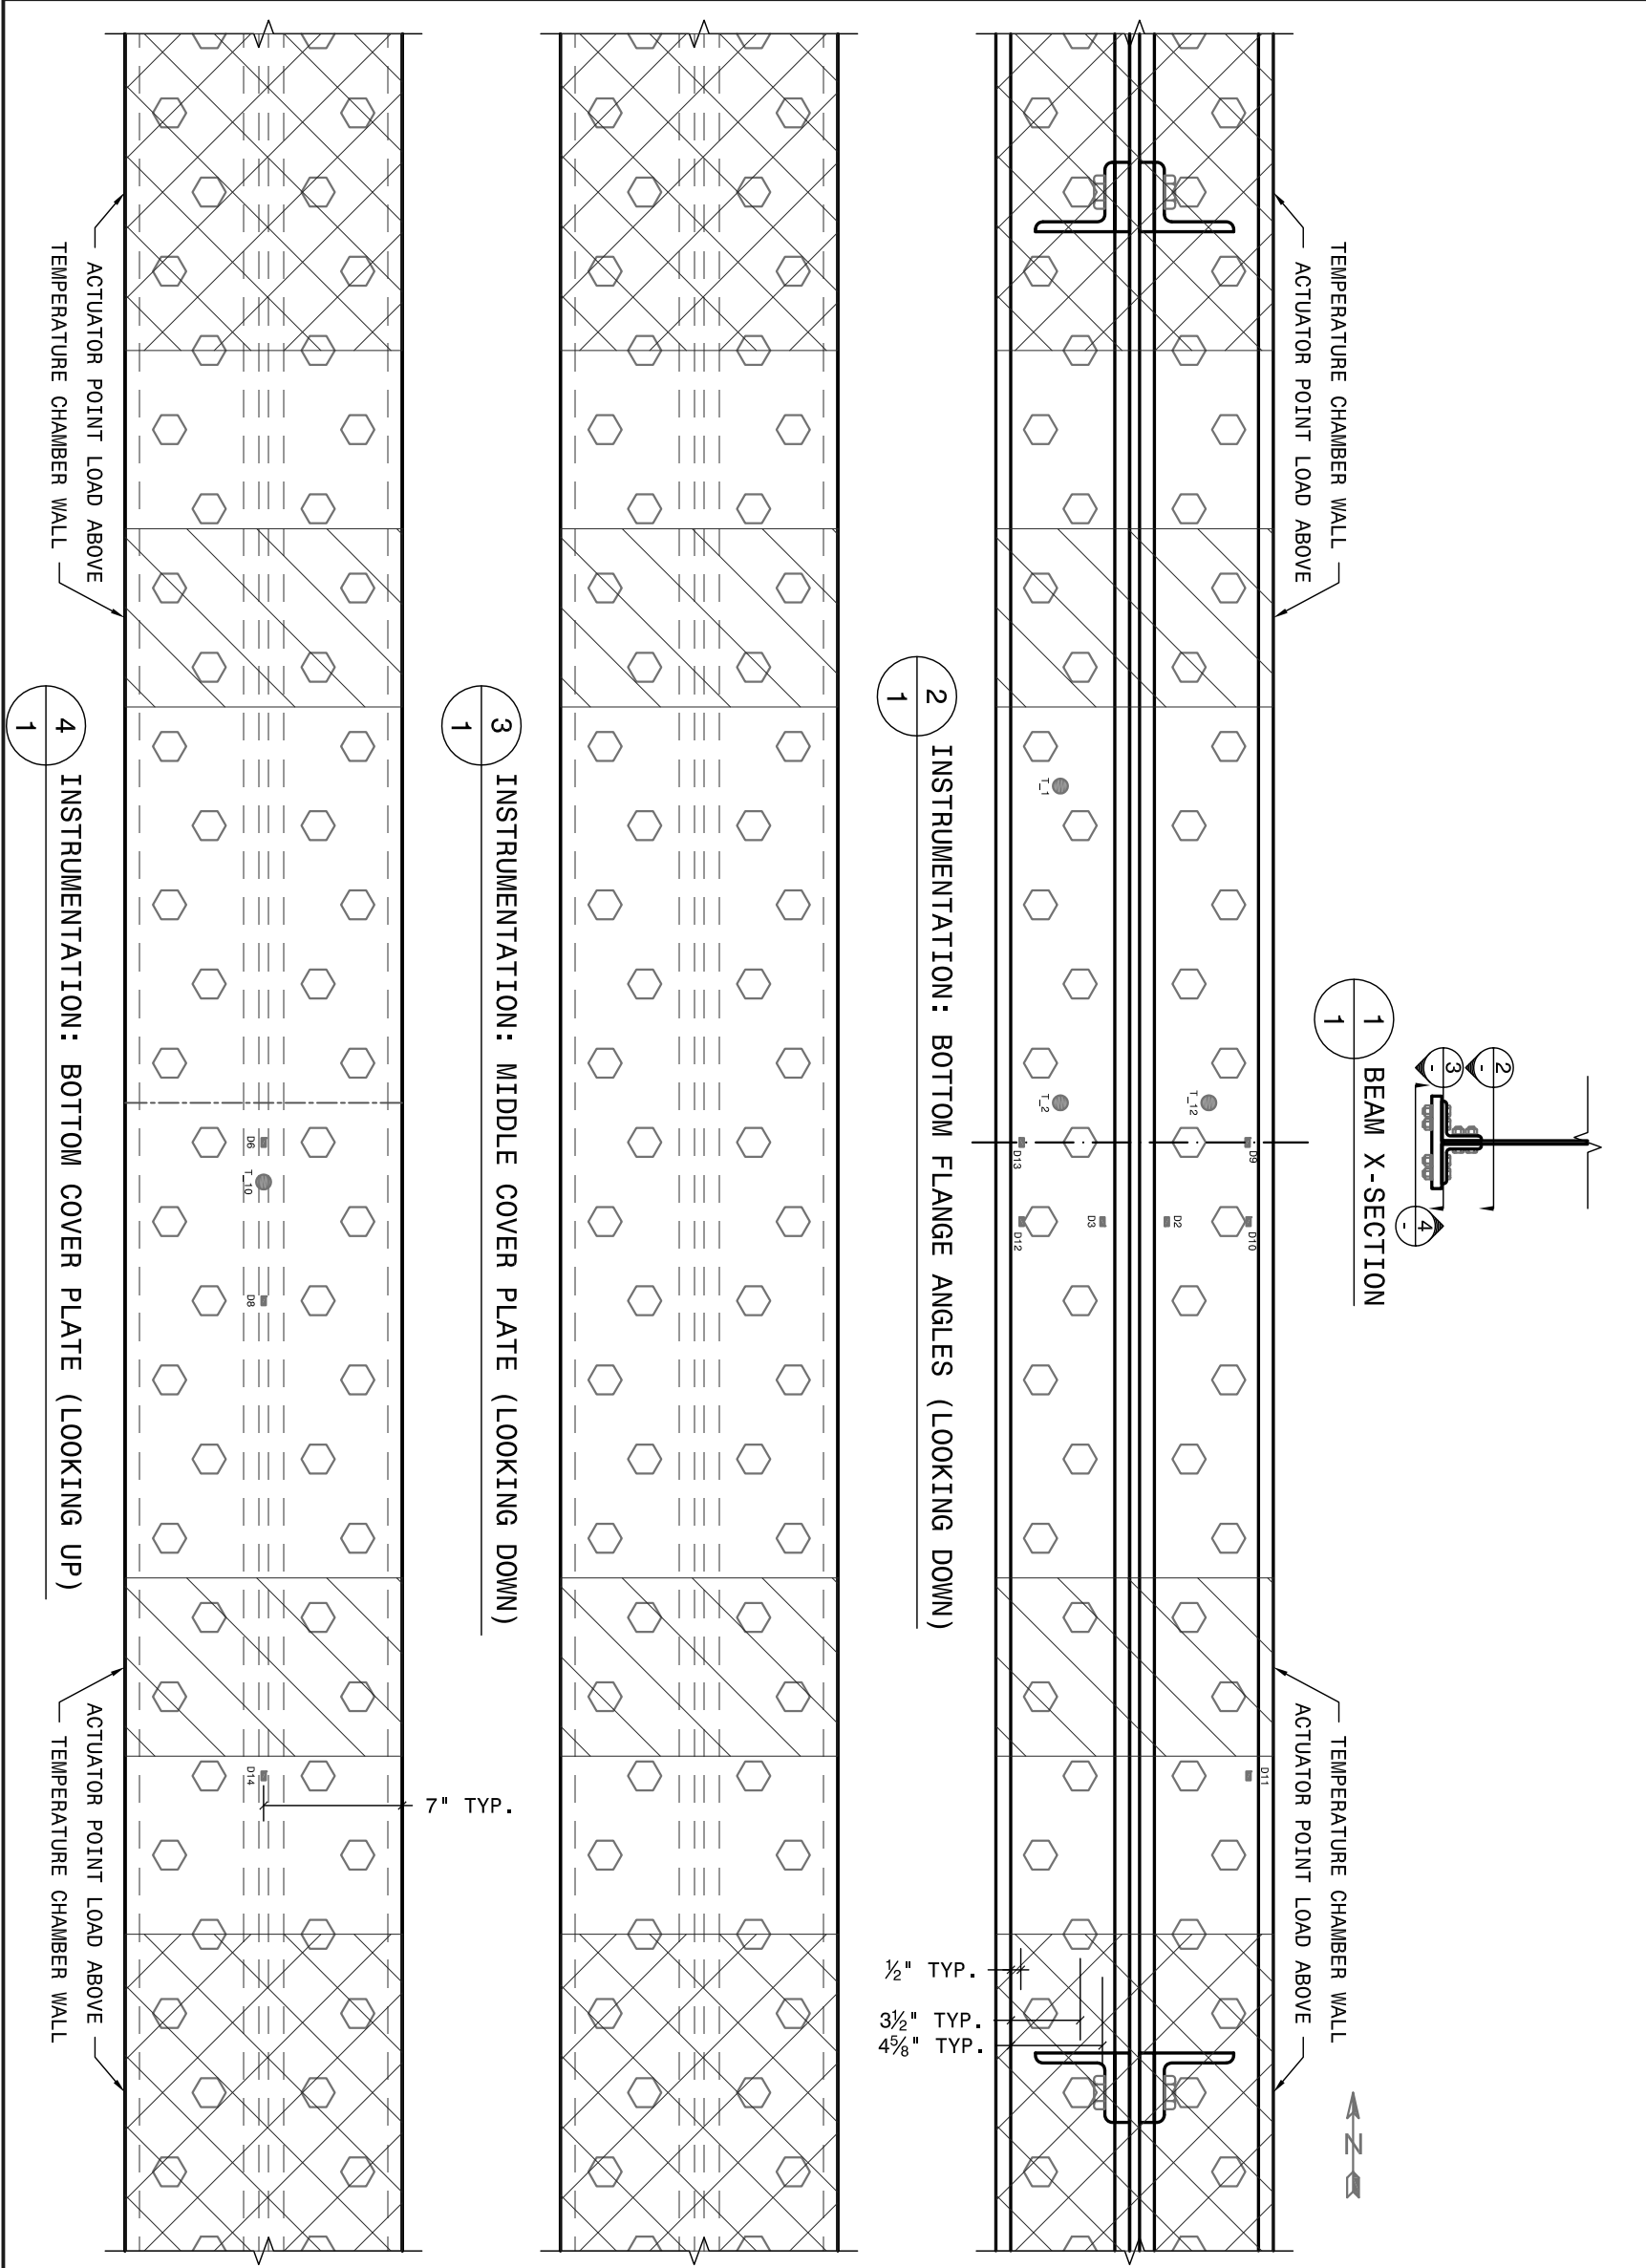 2
-
3
-
4
-
1
1
BEAM X-SECTION
TEMPERATURE CHAMBER WALL
ACTUATOR POINT LOAD ABOVE
TEMPERATURE CHAMBER WALL
ACTUATOR POINT LOAD ABOVE
N
T_1
T_2
T_12
D13
D9
D12
D3
D2
D10
D11
½" TYP.
3½" TYP.
4⅝" TYP.
2
1
INSTRUMENTATION: BOTTOM FLANGE ANGLES (LOOKING DOWN)
3
1
INSTRUMENTATION: MIDDLE COVER PLATE (LOOKING DOWN)
D6
T_10
D8
D14
7" TYP.
ACTUATOR POINT LOAD ABOVE
TEMPERATURE CHAMBER WALL
ACTUATOR POINT LOAD ABOVE
TEMPERATURE CHAMBER WALL
4
1
INSTRUMENTATION: BOTTOM COVER PLATE (LOOKING UP)